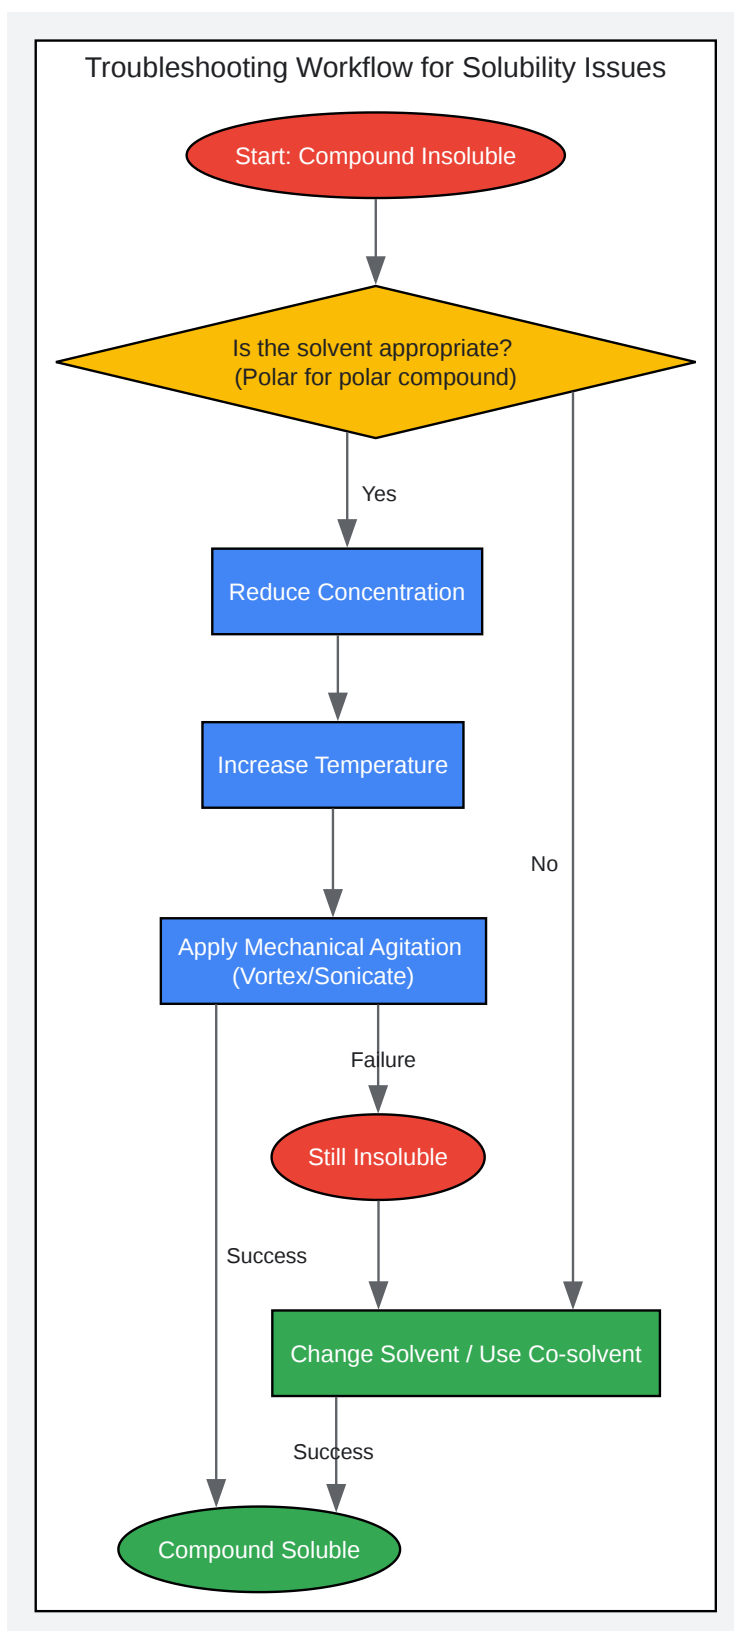 Troubleshooting Workflow for Solubility Issues
Start: Compound Insoluble
Is the solvent appropriate?
(Polar for polar compound)
Yes
Reduce Concentration
Increase Temperature
No
Apply Mechanical Agitation
(Vortex/Sonicate)
Failure
Still Insoluble
Success
Change Solvent / Use Co-solvent
Success
Compound Soluble